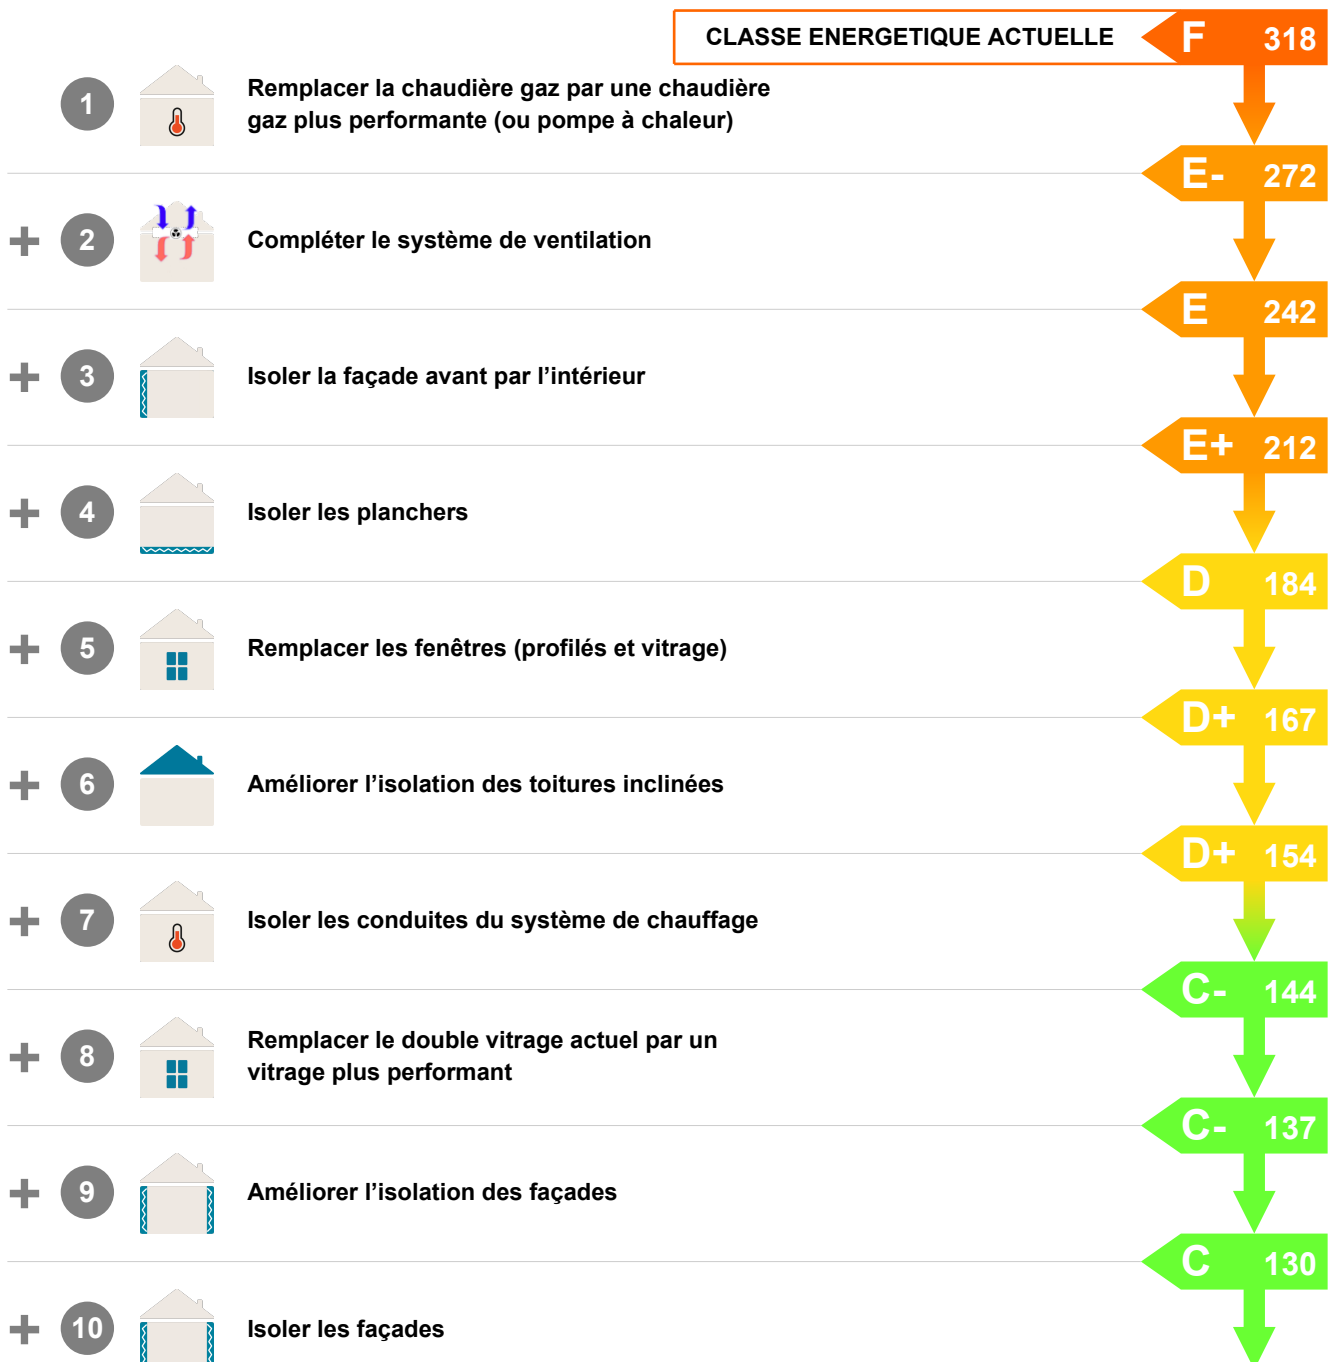 CLASSE ENERGETIQUE ACTUELLE F 318
1 Remplacer la chaudière gaz par une chaudière
gaz plus performante (ou pompe à chaleur)
E- 272
+ 2 Compléter le système de ventilation
E 242
+ 3 Isoler la façade avant par l’intérieur
E+ 212
+ 4 Isoler les planchers
D 184
+ 5 Remplacer les fenêtres (profilés et vitrage)
D+ 167
+ 6 Améliorer l’isolation des toitures inclinées
D+ 154
+ 7 Isoler les conduites du système de chauffage
C- 144
+ 8 Remplacer le double vitrage actuel par un
vitrage plus performant
C- 137
+ 9 Améliorer l’isolation des façades
C 130
+ 10 Isoler les façades